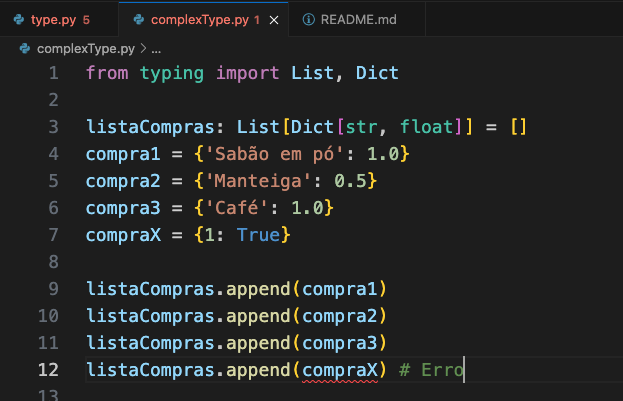 type.py 5 complexType.py 1 × README.md
complexType.py > ...
1 from typing import List, Dict
2
3 listaCompras: List[Dict[str, float]] = []
4 compra1 = {'Sabão em pó': 1.0}
5 compra2 = {'Manteiga': 0.5}
6 compra3 = {'Café': 1.0}
7 compraX = {1: True}
8
9 listaCompras.append(compra1)
10 listaCompras.append(compra2)
11 listaCompras.append(compra3)
12 listaCompras.append(compraX) # Erro
13